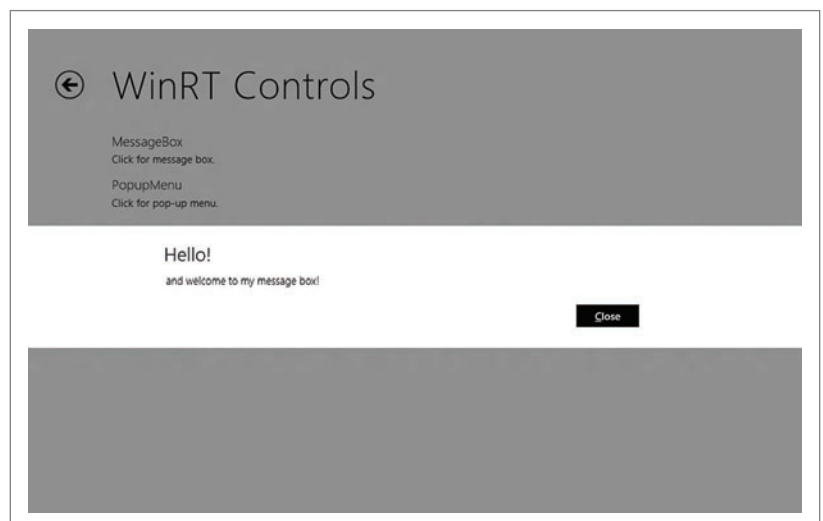 WinRT Controls
MessageBox
Click for message box.
PopupMenu
Click for pop-up menu.
Hello!
and welcome to my message box!
Close